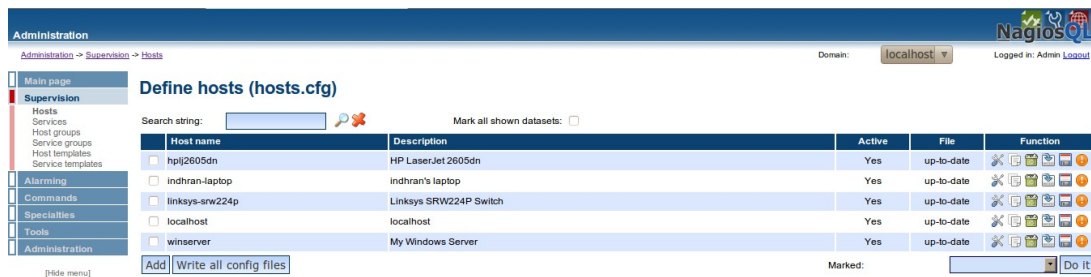 Administration
NagiosQL
Administration -> Supervision -> Hosts
Domain: localhost
Logged in: Admin Logout
Main page
Supervision
Hosts
Services
Host groups
Service groups
Host templates
Service templates
Alarming
Commands
Specialties
Tools
Administration
[Hide menu]
Define hosts (hosts.cfg)
Search string:
Mark all shown datasets:
Host name Description Active File Function
hplj2605dn HP LaserJet 2605dn Yes up-to-date
indhran-laptop indhran's laptop Yes up-to-date
linksys-srw224p Linksys SRW224P Switch Yes up-to-date
localhost localhost Yes up-to-date
winserver My Windows Server Yes up-to-date
Add Write all config files
Marked: Do it